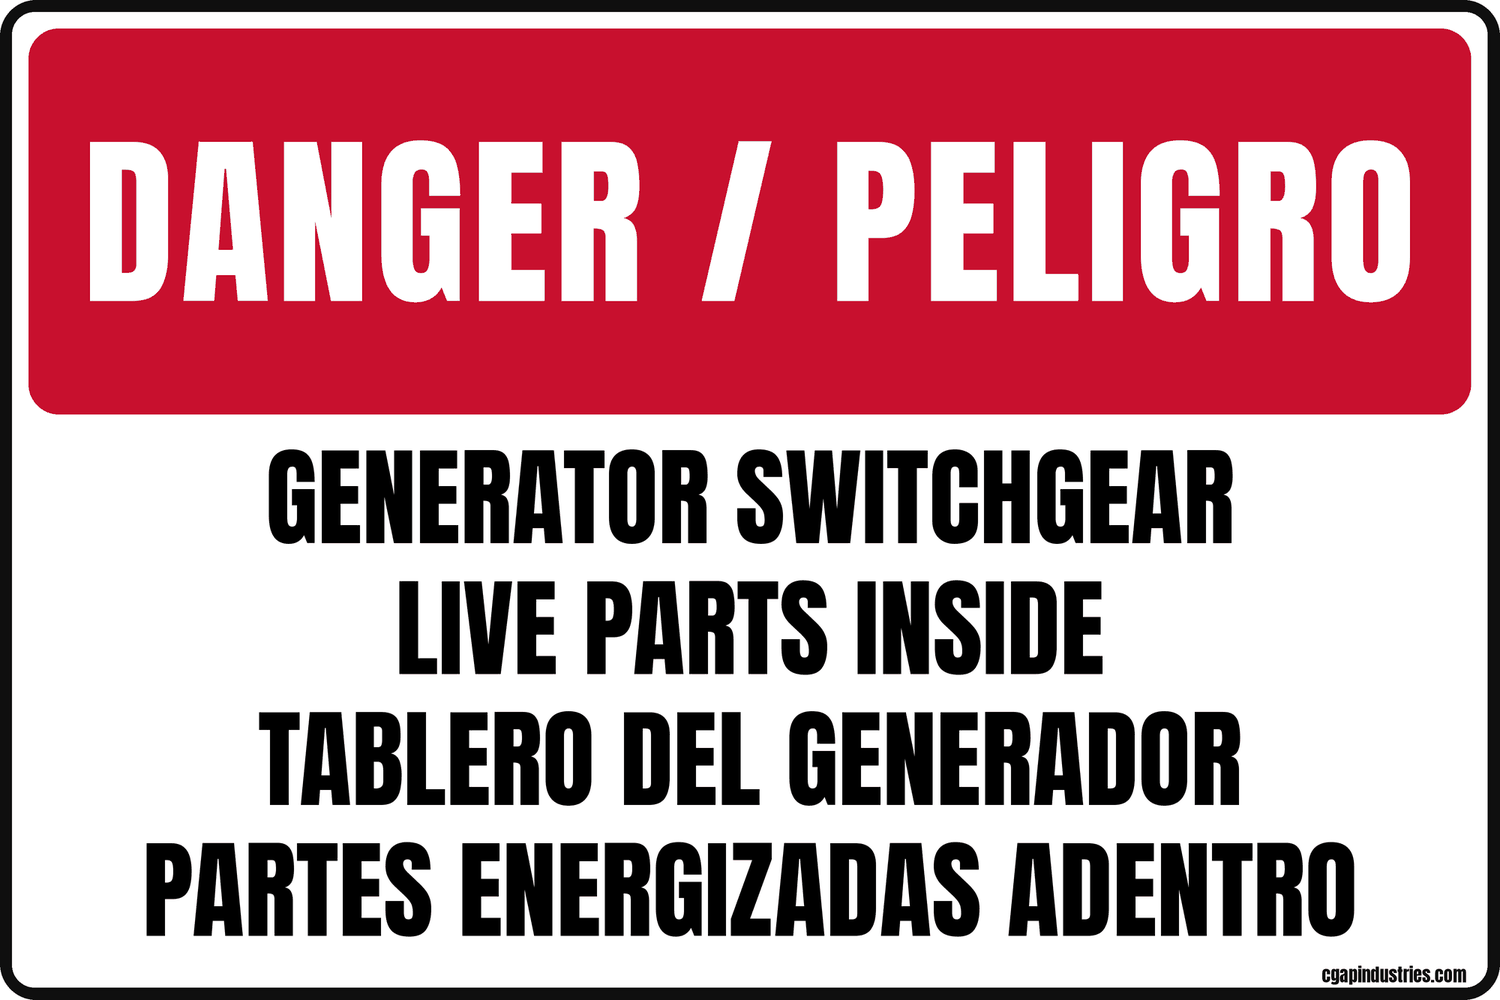 DANGER / PELIGRO
GENERATOR SWITCHGEAR
LIVE PARTS INSIDE
TABLERO DEL GENERADOR
PARTES ENERGIZADAS ADENTRO
cgapindustries.com